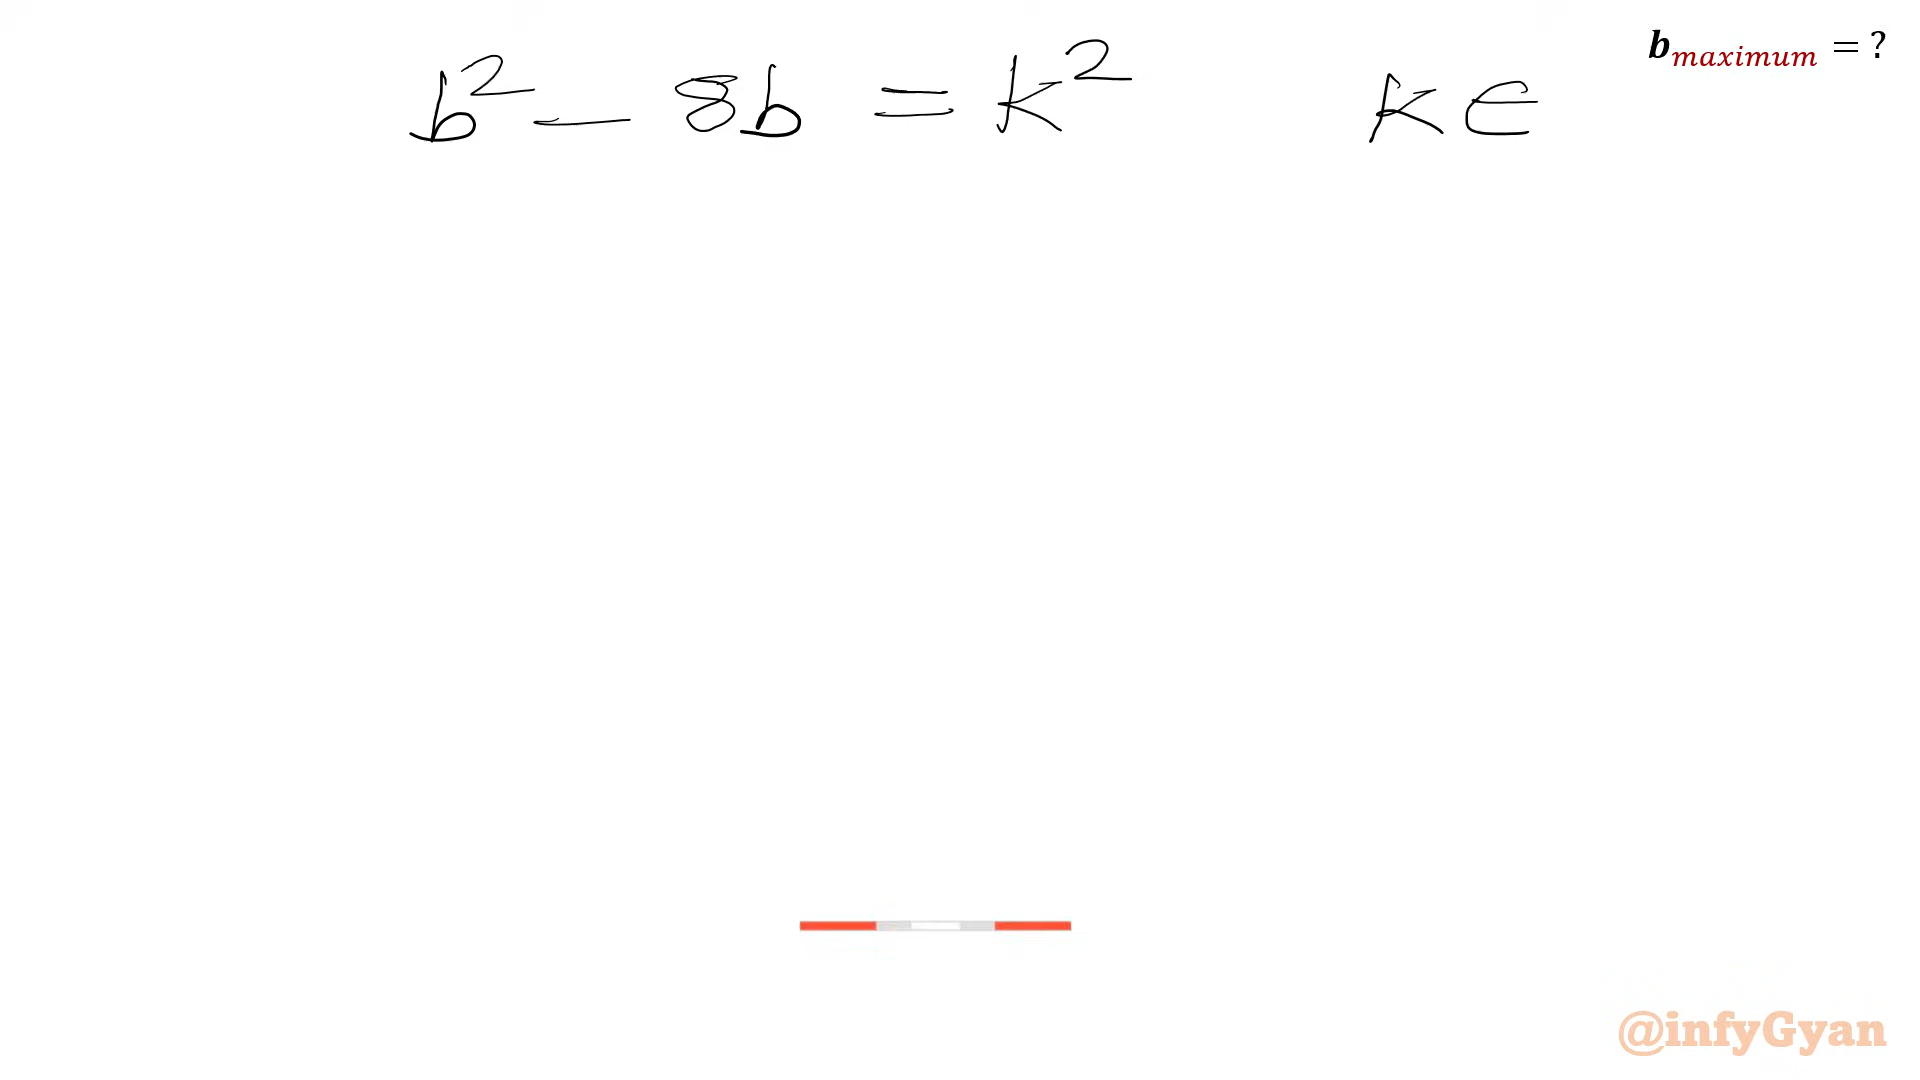 b² - 8b = k² k ∈
b_maximum = ?
@infyGyan